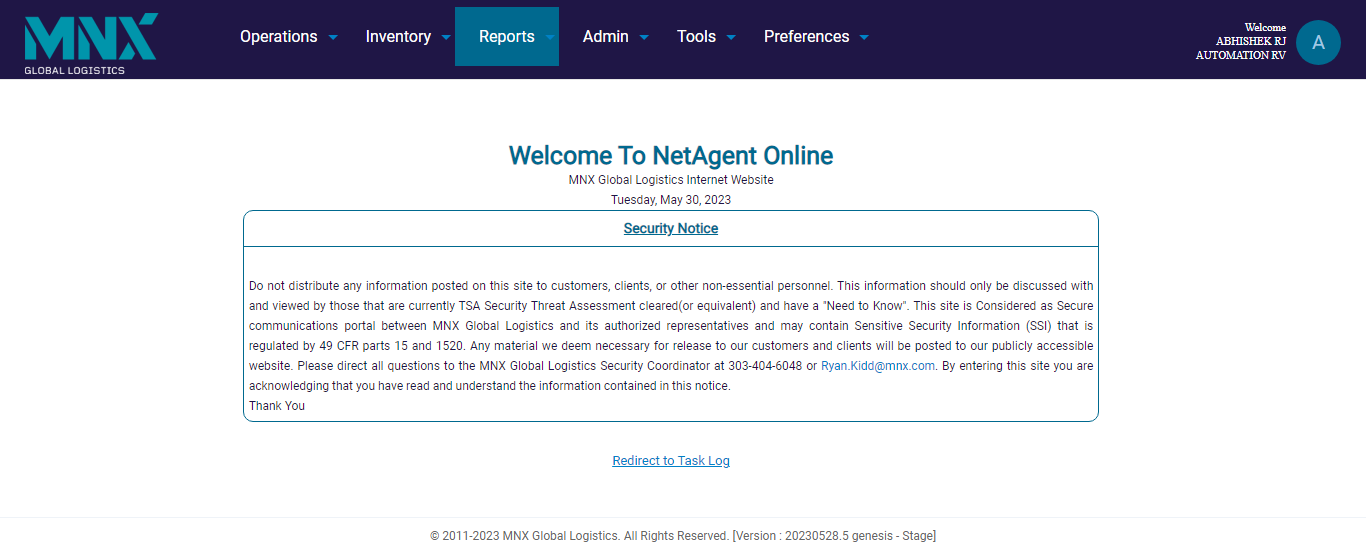 MNX
GLOBAL LOGISTICS
Operations
Inventory
Reports
Admin
Tools
Preferences
Welcome
ABHISHEK RJ
AUTOMATION RV
A
Welcome To NetAgent Online
MNX Global Logistics Internet Website
Tuesday, May 30, 2023
Security Notice
Do not distribute any information posted on this site to customers, clients, or other non-essential personnel. This information should only be discussed with
and viewed by those that are currently TSA Security Threat Assessment cleared(or equivalent) and have a "Need to Know". This site is Considered as Secure
communications portal between MNX Global Logistics and its authorized representatives and may contain Sensitive Security Information (SSI) that is
regulated by 49 CFR parts 15 and 1520. Any material we deem necessary for release to our customers and clients will be posted to our publicly accessible
website. Please direct all questions to the MNX Global Logistics Security Coordinator at 303-404-6048 or Ryan.Kidd@mnx.com. By entering this site you are
acknowledging that you have read and understand the information contained in this notice.
Thank You
Redirect to Task Log
© 2011-2023 MNX Global Logistics. All Rights Reserved. [Version : 20230528.5 genesis - Stage]